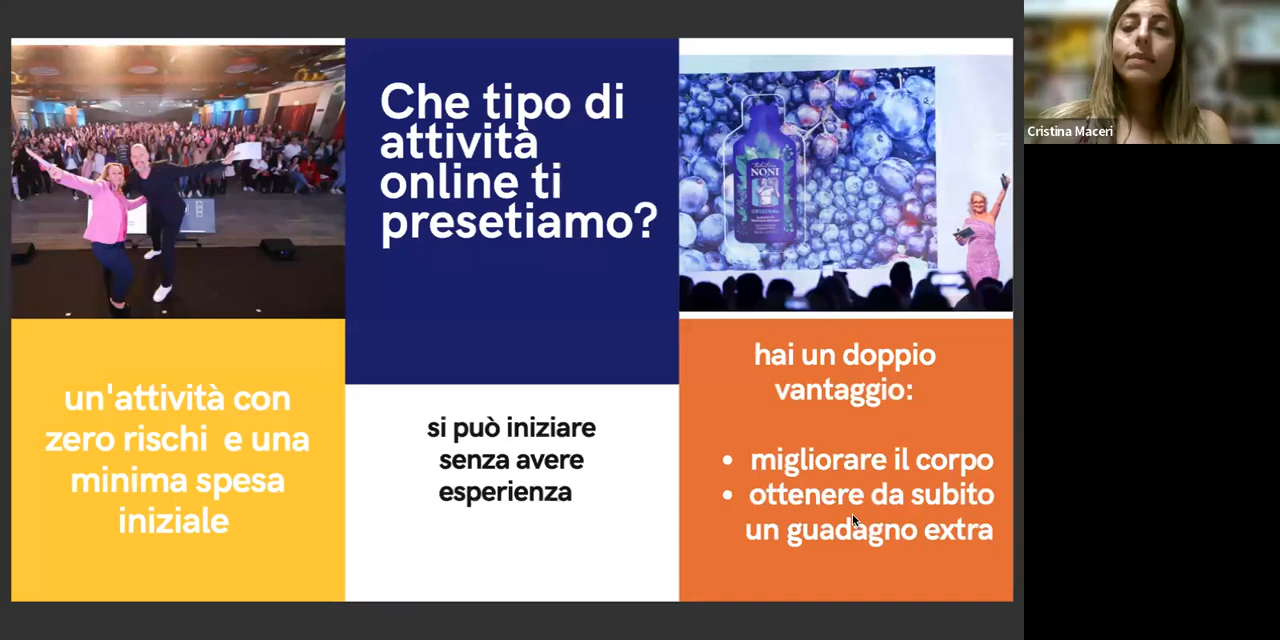 Che tipo di
attività
online ti
presetiamo?
un'attività con
zero rischi e una
minima spesa
iniziale
si può iniziare
senza avere
esperienza
hai un doppio
vantaggio:
• migliorare il corpo
• ottenere da subito
un guadagno extra
NONI
ORIGINAL
Cristina Maceri